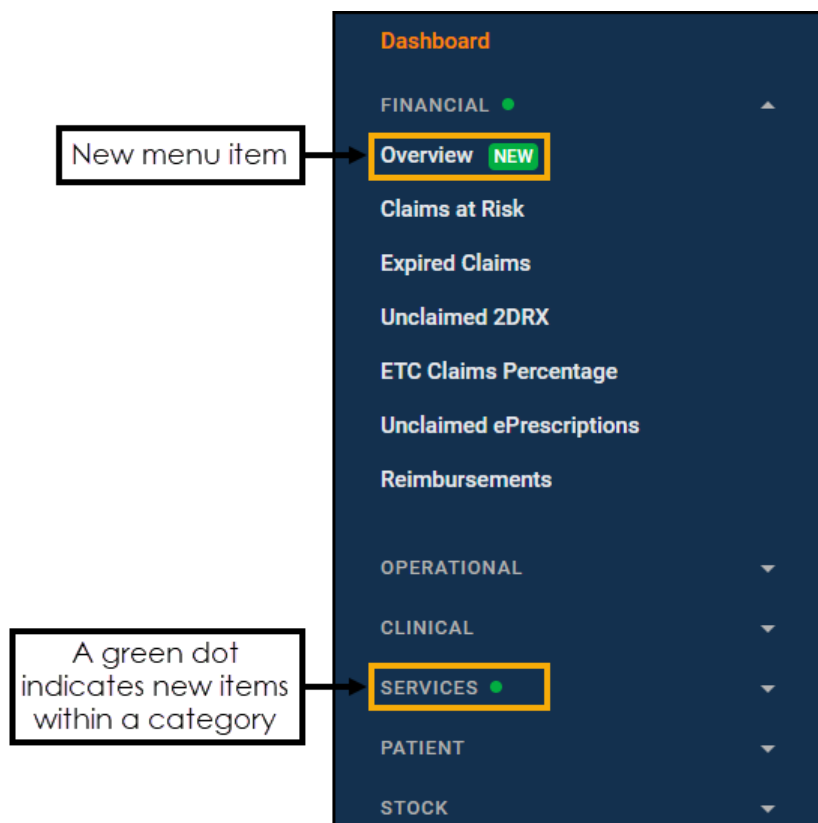 Dashboard
FINANCIAL
New menu item
Overview NEW
Claims at Risk
Expired Claims
Unclaimed 2DRX
ETC Claims Percentage
Unclaimed ePrescriptions
Reimbursements
OPERATIONAL
CLINICAL
A green dot
indicates new items
within a category
SERVICES
PATIENT
STOCK